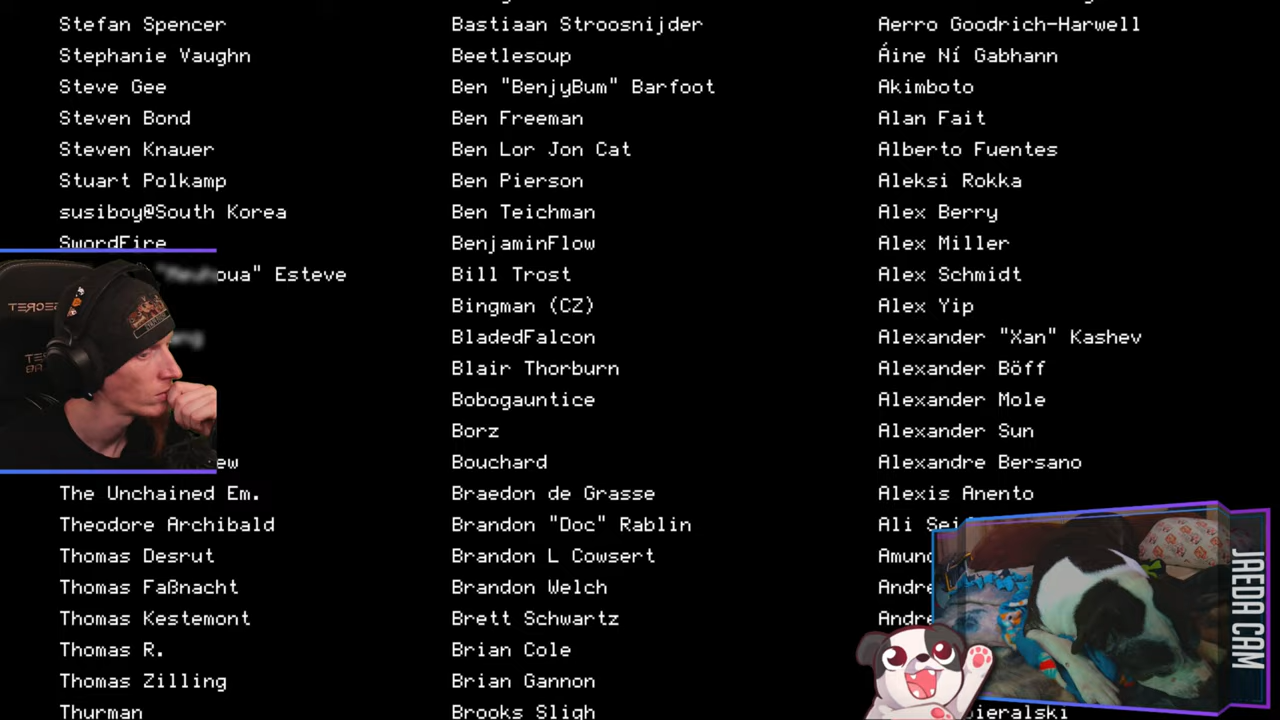 Stefan Spencer
Stephanie Vaughn
Steve Gee
Steven Bond
Steven Knauer
Stuart Polkamp
susiboy@South Korea
SwordFire
oua" Esteve
ew
The Unchained Em.
Theodore Archibald
Thomas Desrut
Thomas Faßnacht
Thomas Kestemont
Thomas R.
Thomas Zilling
Thurman
Bastiaan Stroosnijder
Beetlesoup
Ben "BenjyBum" Barfoot
Ben Freeman
Ben Lor Jon Cat
Ben Pierson
Ben Teichman
BenjaminFlow
Bill Trost
Bingman (CZ)
BladedFalcon
Blair Thorburn
Bobogauntice
Borz
Bouchard
Braedon de Grasse
Brandon "Doc" Rablin
Brandon L Cowsert
Brandon Welch
Brett Schwartz
Brian Cole
Brian Gannon
Brooks Sligh
Aerro Goodrich-Harwell
Áine Ní Gabhann
Akimboto
Alan Fait
Alberto Fuentes
Aleksi Rokka
Alex Berry
Alex Miller
Alex Schmidt
Alex Yip
Alexander "Xan" Kashev
Alexander Böff
Alexander Mole
Alexander Sun
Alexandre Bersano
Alexis Anento
Ali
JAEDA CAM